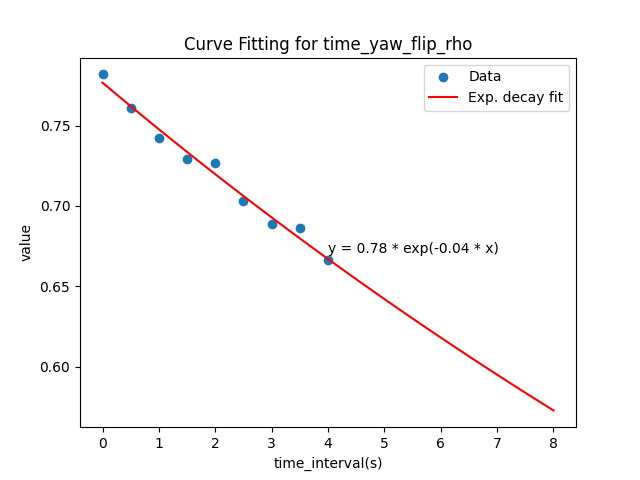 Curve Fitting for time_yaw_flip_rho
Data
Exp. decay fit
0.75
0.70
0.65
0.60
value
y = 0.78 * exp(-0.04 * x)
0 1 2 3 4 5 6 7 8
time_interval(s)